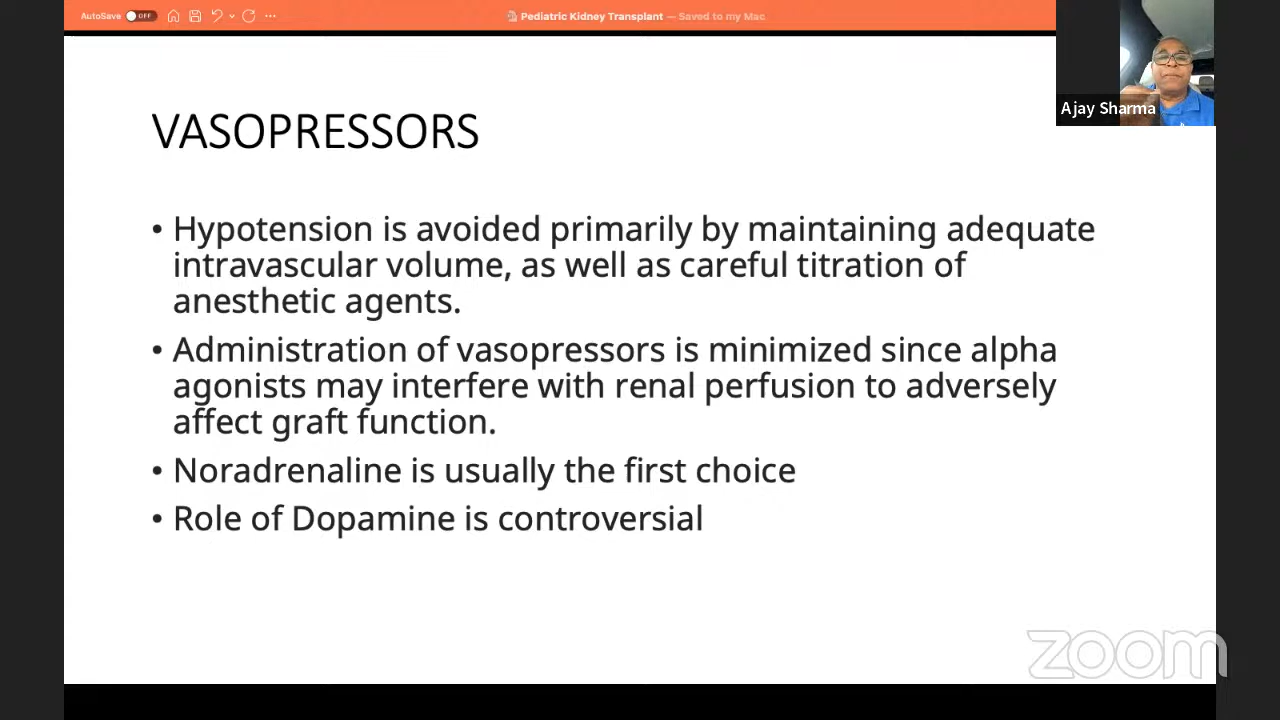 AutoSave OFF
Pediatric Kidney Transplant — Saved to my Mac
Ajay Sharma
VASOPRESSORS
• Hypotension is avoided primarily by maintaining adequate
intravascular volume, as well as careful titration of
anesthetic agents.
• Administration of vasopressors is minimized since alpha
agonists may interfere with renal perfusion to adversely
affect graft function.
• Noradrenaline is usually the first choice
• Role of Dopamine is controversial
zoom